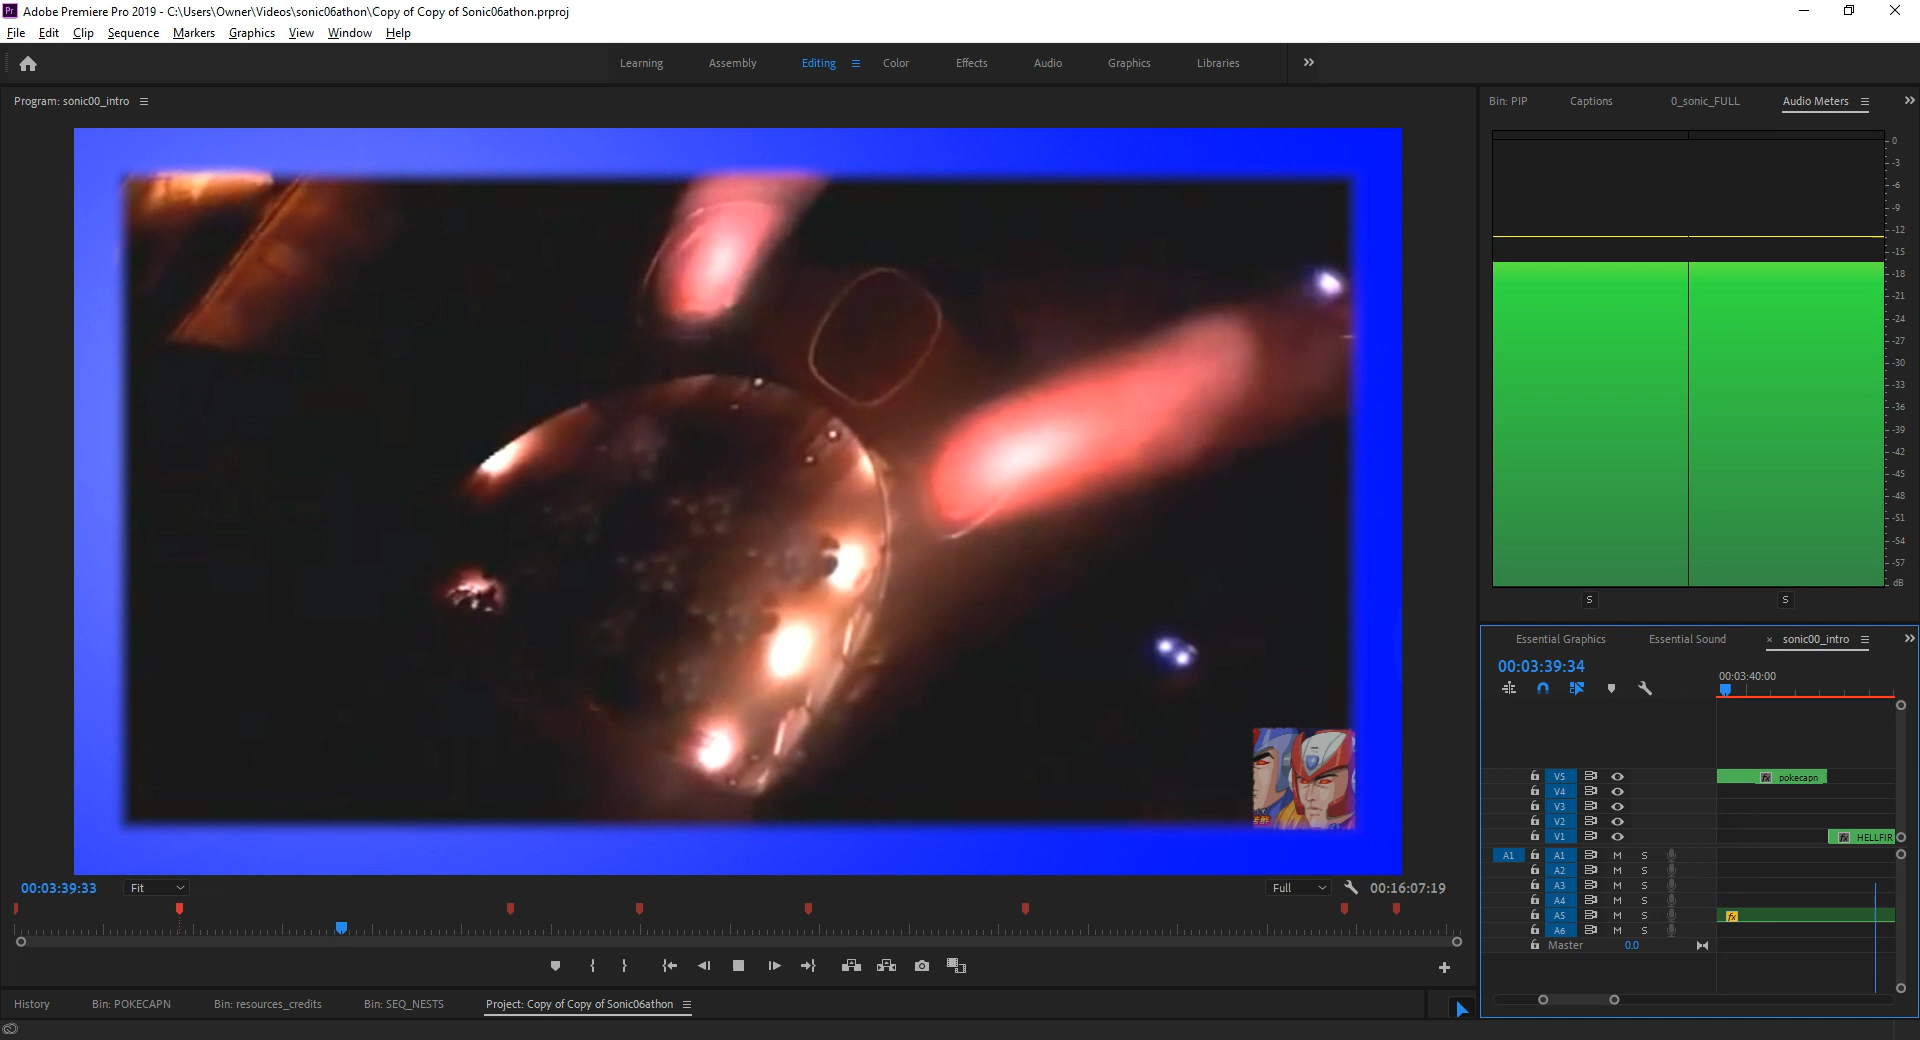 Pr Adobe Premiere Pro 2019 - C:\Users\Owner\Videos\sonic06athon\Copy of Copy of Sonic06athon.prproj
File Edit Clip Sequence Markers Graphics View Window Help
Learning Assembly Editing Color Effects Audio Graphics Libraries
Program: sonic00_intro
Bin: PIP Captions 0_sonic_FULL Audio Meters
0
-3
-6
-9
-12
-15
-18
-21
-24
-27
-30
-33
-36
-39
-42
-45
-48
-51
-54
-57
dB
S S
Essential Graphics Essential Sound × sonic00_intro
00:03:39:34
00:03:40:00
V5 fx pokecapn
V4
V3
V2
V1 fx HELLFIR
A1 A1 M S
A2 M S
A3 M S
A4 M S
A5 M S fx
A6 M S
Master 0.0
00:03:39:33 Fit Full 00:16:07:19
History Bin: POKECAPN Bin: resources_credits Bin: SEQ_NESTS Project: Copy of Copy of Sonic06athon